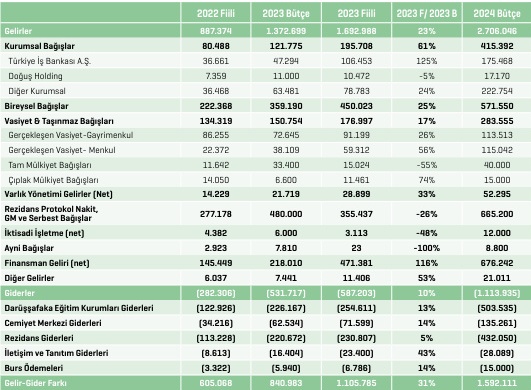 2022 Fiili 2023 Bütçe 2023 Fiili 2023 F/ 2023 B 2024 Bütçe
Gelirler 887.374 1.372.699 1.692.988 23% 2.706.046
Kurumsal Bağışlar 80.488 121.775 195.708 61% 415.392
Türkiye İş Bankası A.Ş. 36.661 47.294 106.453 125% 175.468
Doğuş Holding 7.359 11.000 10.472 -5% 17.170
Diğer Kurumsal 36.468 63.481 78.783 24% 222.754
Bireysel Bağışlar 222.368 359.190 450.023 25% 571.550
Vasiyet & Taşınmaz Bağışları 134.319 150.754 176.997 17% 283.555
Gerçekleşen Vasiyet-Gayrimenkul 86.255 72.645 91.199 26% 113.513
Gerçekleşen Vasiyet- Menkul 22.372 38.109 59.312 56% 115.042
Tam Mülkiyet Bağışları 11.642 33.400 15.024 -55% 40.000
Çıplak Mülkiyet Bağışları 14.050 6.600 11.461 74% 15.000
Varlık Yönetimi Gelirler (Net) 14.229 21.719 28.899 33% 52.295
Rezidans Protokol Nakit,
GM ve Serbest Bağışlar 277.178 480.000 355.437 -26% 665.200
İktisadi İşletme (net) 4.382 6.000 3.113 -48% 12.000
Ayni Bağışlar 2.923 7.810 23 -100% 8.800
Finansman Geliri (net) 145.449 218.010 471.381 116% 676.242
Diğer Gelirler 6.037 7.441 11.406 53% 21.011
Giderler (282.306) (531.717) (587.203) 10% (1.113.935)
Darüşşafaka Eğitim Kurumları Giderleri (122.926) (226.167) (254.611) 13% (503.535)
Cemiyet Merkezi Giderleri (34.216) (62.534) (71.599) 14% (135.261)
Rezidans Giderleri (113.228) (220.672) (230.807) 5% (432.050)
İletişim ve Tanıtım Giderleri (8.613) (16.404) (23.400) 43% (28.089)
Burs Ödemeleri (3.322) (5.940) (6.786) 14% (15.000)
Gelir-Gider Farkı 605.068 840.983 1.105.785 31% 1.592.111